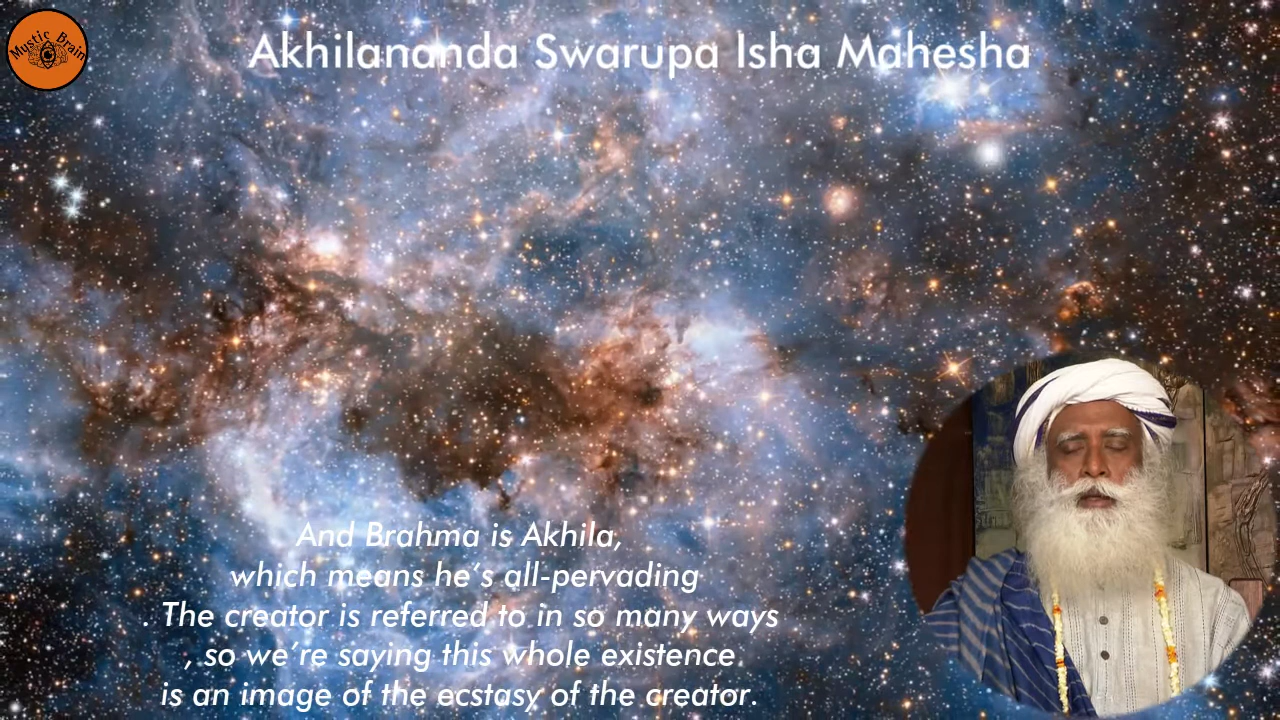 Mustic Brain
Akhilananda Swarupa Isha Mahesha
And Brahma is Akhila,
which means he's all-pervading
. The creator is referred to in so many ways
, so we're saying this whole existence
is an image of the ecstasy of the creator.